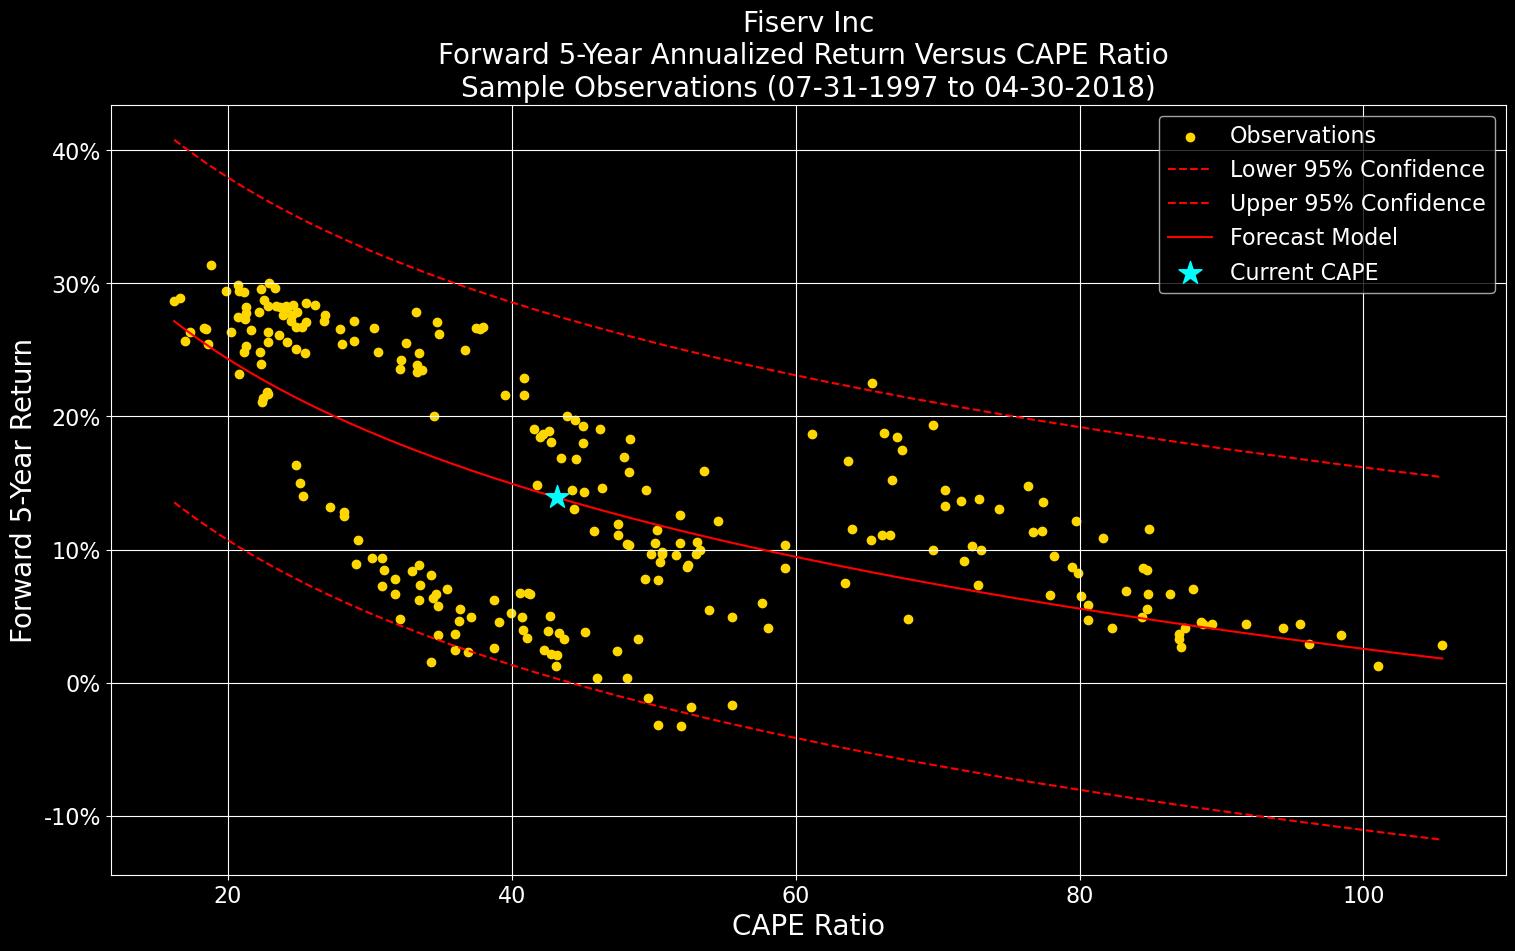 Fiserv Inc
Forward 5-Year Annualized Return Versus CAPE Ratio
Sample Observations (07-31-1997 to 04-30-2018)
Observations
Lower 95% Confidence
Upper 95% Confidence
Forecast Model
Current CAPE
Forward 5-Year Return
40%
30%
20%
10%
0%
-10%
20
40
60
80
100
CAPE Ratio